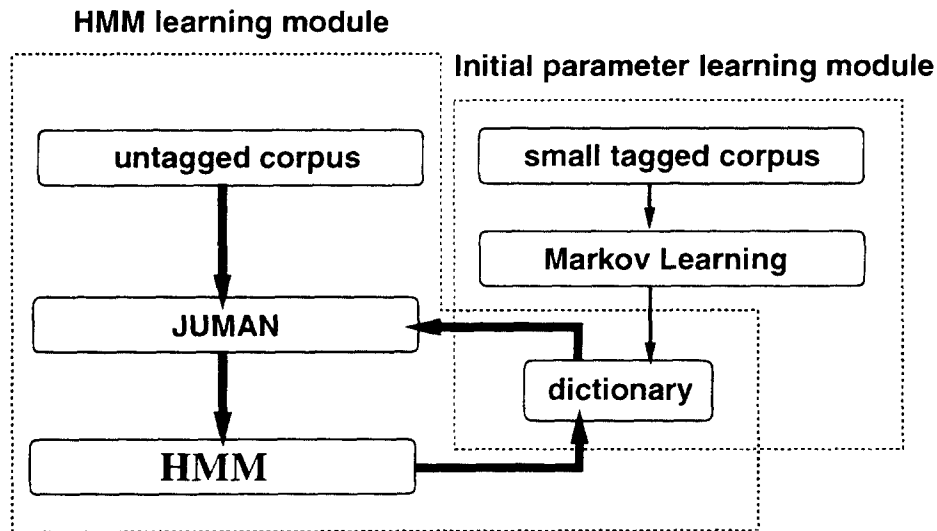 HMM learning module
Initial parameter learning module
untagged corpus
small tagged corpus
Markov Learning
JUMAN
dictionary
HMM